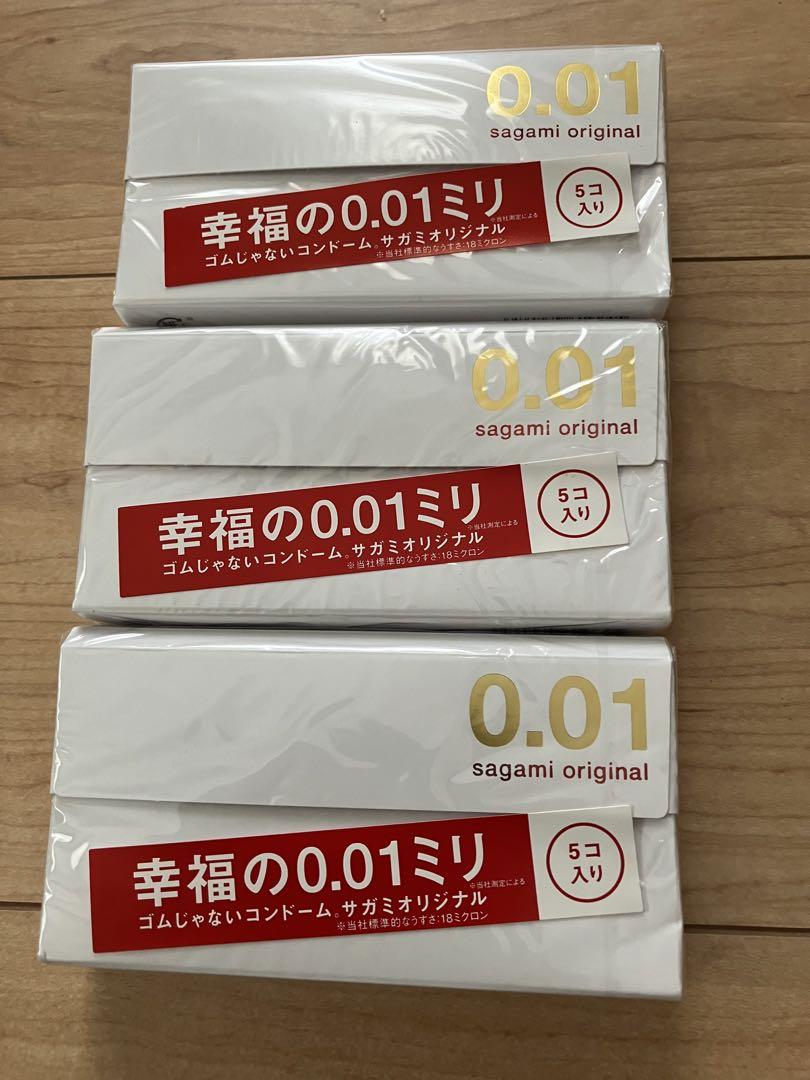 0.01
sagami original
幸福の0.01ミリ
※当社測定による
ゴムじゃないコンドーム。サガミオリジナル
※当社標準的なうすさ:18ミクロン
5コ
入り
0.01
sagami original
幸福の0.01ミリ
※当社測定による
ゴムじゃないコンドーム。サガミオリジナル
※当社標準的なうすさ:18ミクロン
5コ
入り
0.01
sagami original
幸福の0.01ミリ
※当社測定による
ゴムじゃないコンドーム。サガミオリジナル
※当社標準的なうすさ:18ミクロン
5コ
入り